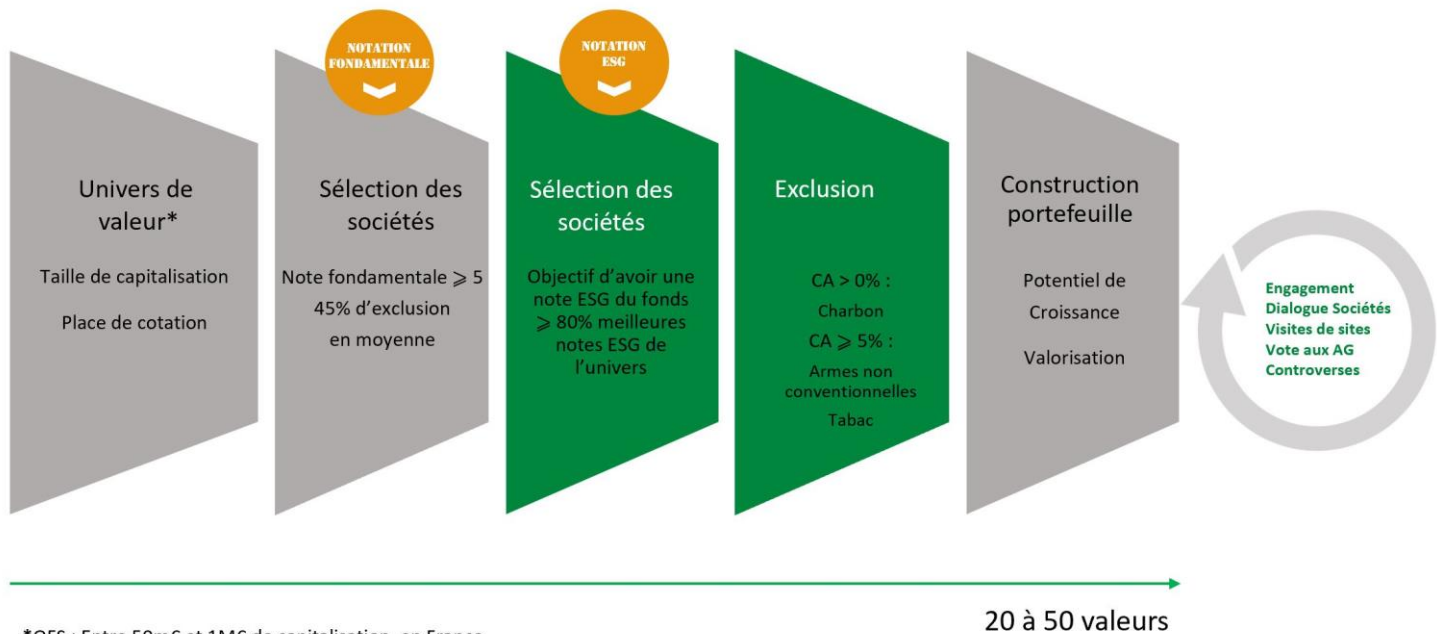 NOTATION
FONDAMENTALE
NOTATION
ESG
Univers de
valeur*
Taille de capitalisation
Place de cotation
Sélection des
sociétés
Note fondamentale ⩾ 5
45% d’exclusion
en moyenne
Sélection des
sociétés
Objectif d’avoir une
note ESG du fonds
⩾ 80% meilleures
notes ESG de
l’univers
Exclusion
CA > 0% :
Charbon
CA ⩾ 5% :
Armes non
conventionnelles
Tabac
Construction
portefeuille
Potentiel de
Croissance
Valorisation
Engagement
Dialogue Sociétés
Visites de sites
Vote aux AG
Controverses
20 à 50 valeurs